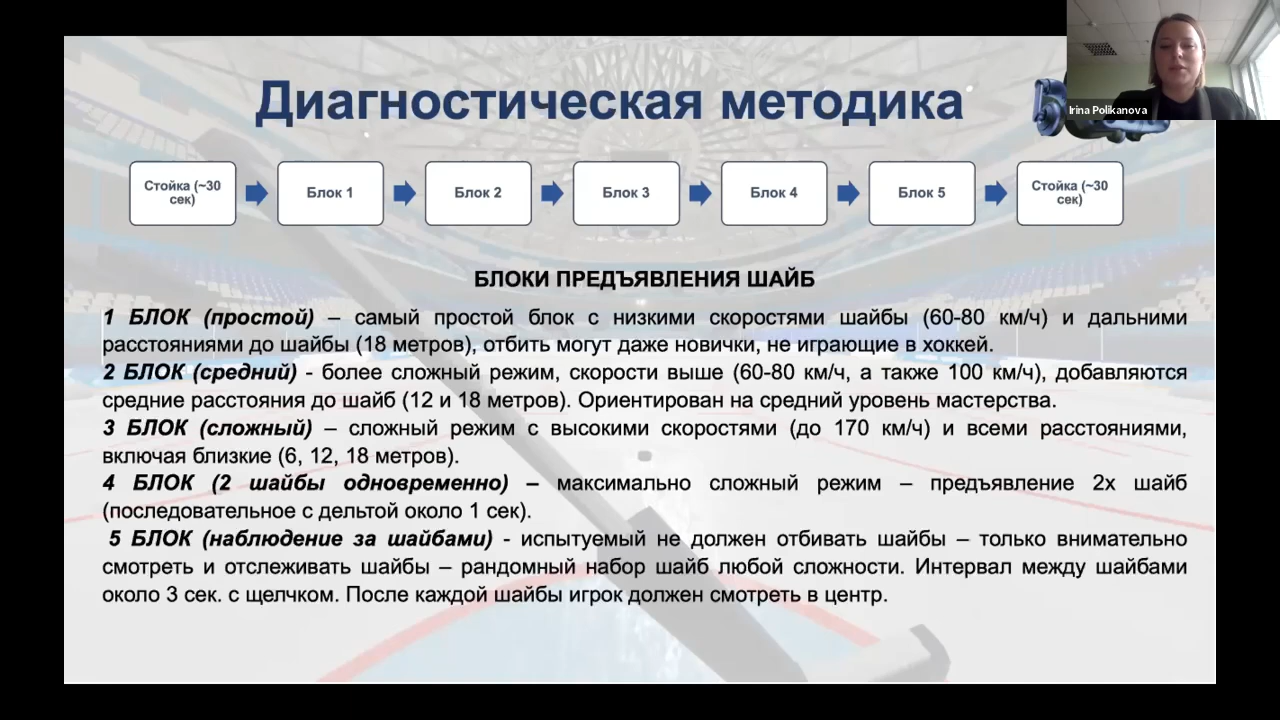 Irina Polikanova
Диагностическая методика
Стойка (~30
сек)
Блок 1
Блок 2
Блок 3
Блок 4
Блок 5
Стойка (~30
сек)
БЛОКИ ПРЕДЪЯВЛЕНИЯ ШАЙБ
1 БЛОК (простой) – самый простой блок с низкими скоростями шайбы (60-80 км/ч) и дальними
расстояниями до шайбы (18 метров), отбить могут даже новички, не играющие в хоккей.
2 БЛОК (средний) - более сложный режим, скорости выше (60-80 км/ч, а также 100 км/ч), добавляются
средние расстояния до шайб (12 и 18 метров). Ориентирован на средний уровень мастерства.
3 БЛОК (сложный) – сложный режим с высокими скоростями (до 170 км/ч) и всеми расстояниями,
включая близкие (6, 12, 18 метров).
4 БЛОК (2 шайбы одновременно) – максимально сложный режим – предъявление 2х шайб
(последовательное с дельтой около 1 сек).
5 БЛОК (наблюдение за шайбами) - испытуемый не должен отбивать шайбы – только внимательно
смотреть и отслеживать шайбы – рандомный набор шайб любой сложности. Интервал между шайбами
около 3 сек. с щелчком. После каждой шайбы игрок должен смотреть в центр.